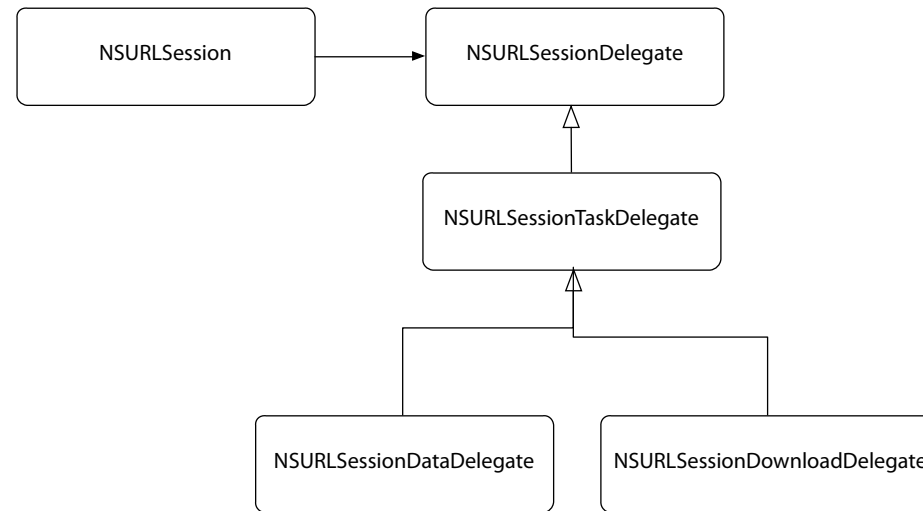 NSURLSession
NSURLSessionDelegate
NSURLSessionTaskDelegate
NSURLSessionDataDelegate
NSURLSessionDownloadDelegate